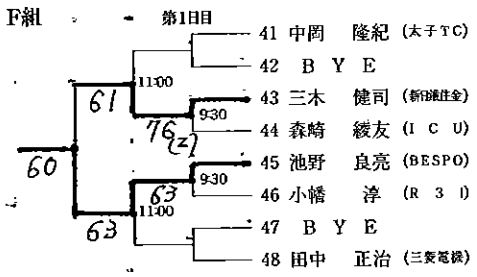 F組
第1日目
41 中岡 隆紀 (太子TC)
42 B Y E
11:00
61
43 三木 健司 (新日鐵住金)
76(2) 9:30
44 森崎 綾友 (I C U)
60
45 池野 良亮 (BESPO)
63 9:30
46 小幡 淳 (R 3 I)
63 11:00
47 B Y E
48 田中 正治 (三菱電機)